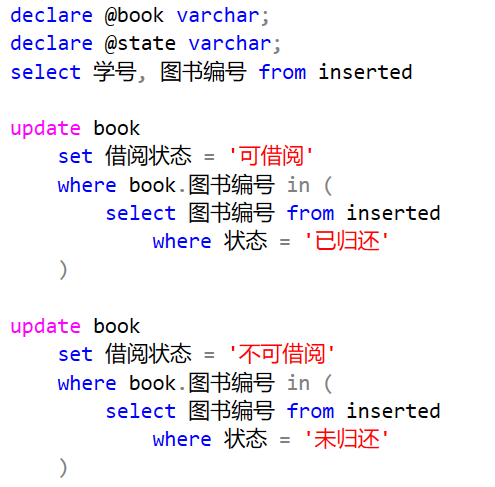 declare @book varchar;
declare @state varchar;
select 学号, 图书编号 from inserted
update book
set 借阅状态 = '可借阅'
where book.图书编号 in (
select 图书编号 from inserted
where 状态 = '已归还'
)
update book
set 借阅状态 = '不可借阅'
where book.图书编号 in (
select 图书编号 from inserted
where 状态 = '未归还'
)